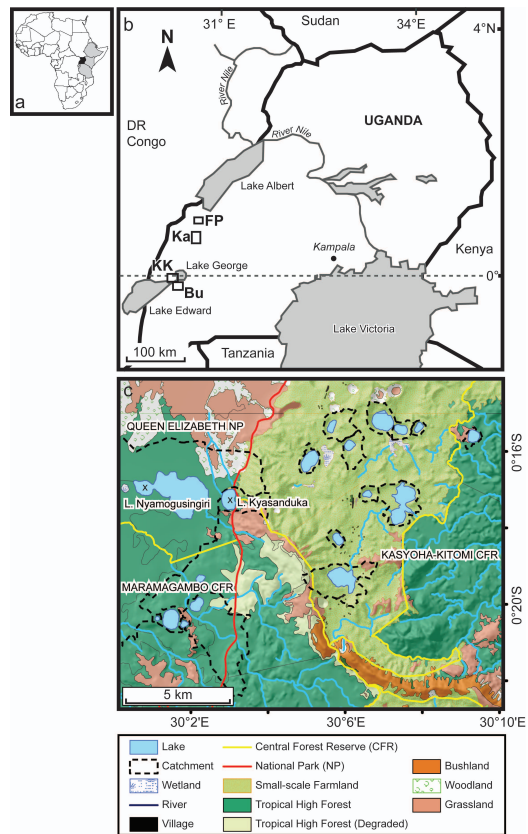 a
b
31° E
Sudan
34° E
4°N
N
River Nile
River Nile
DR
Congo
UGANDA
Lake Albert
FP
Ka
Kampala
Kenya
KK
Lake George
0°
Bu
Lake Edward
Lake Victoria
100 km
Tanzania
c
QUEEN ELIZABETH NP
0°16'S
x
x
L. Nyamogusingiri
L. Kyasanduka
KASYOHA-KITOMI CFR
MARAMAGAMBO CFR
0°20'S
5 km
30°2'E
30°6'E
30°10'E
Lake
Central Forest Reserve (CFR)
Catchment
National Park (NP)
Bushland
Wetland
Small-scale Farmland
Woodland
River
Tropical High Forest
Grassland
Village
Tropical High Forest (Degraded)